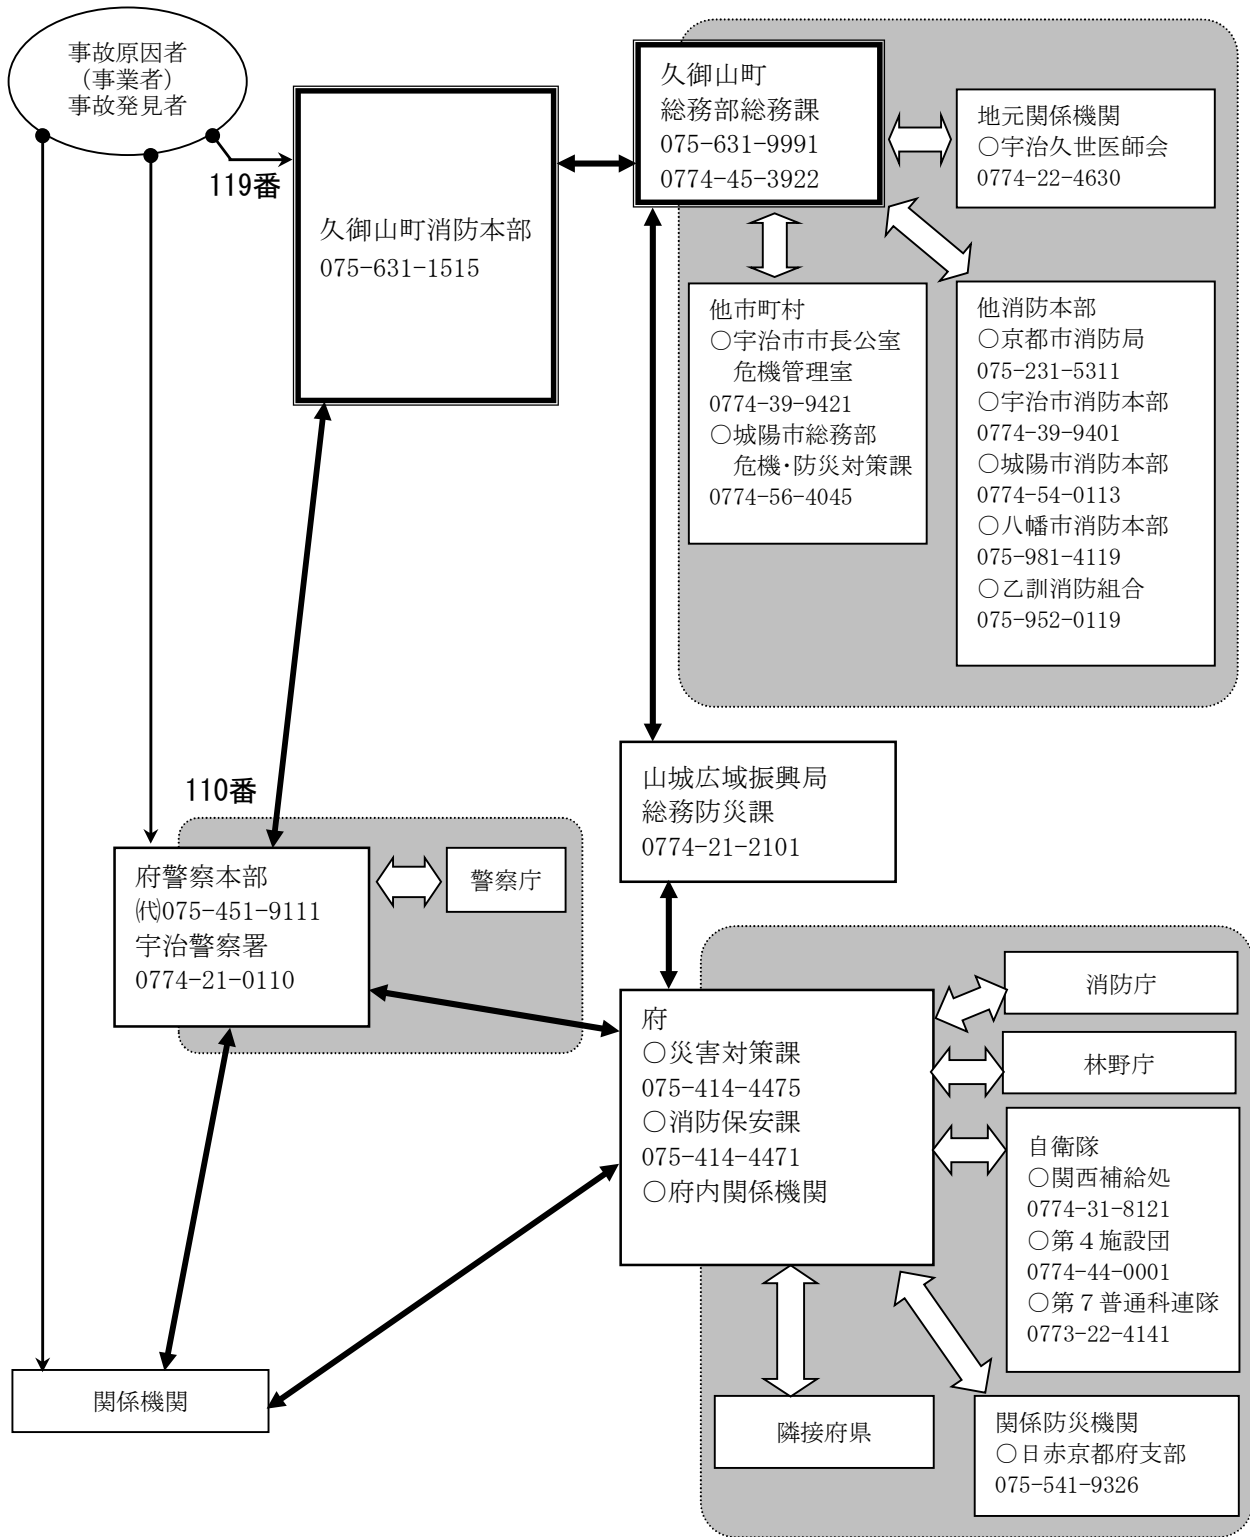 事故原因者
（事業者）
事故発見者
119番
久御山町消防本部
075-631-1515
久御山町
総務部総務課
075-631-9991
0774-45-3922
地元関係機関
○宇治久世医師会
0774-22-4630
他市町村
○宇治市市長公室
危機管理室
0774-39-9421
○城陽市総務部
危機・防災対策課
0774-56-4045
他消防本部
○京都市消防局
075-231-5311
○宇治市消防本部
0774-39-9401
○城陽市消防本部
0774-54-0113
○八幡市消防本部
075-981-4119
○乙訓消防組合
075-952-0119
山城広域振興局
総務防災課
0774-21-2101
110番
府警察本部
㈹075-451-9111
宇治警察署
0774-21-0110
警察庁
府
○災害対策課
075-414-4475
○消防保安課
075-414-4471
○府内関係機関
消防庁
林野庁
自衛隊
○関西補給処
0774-31-8121
○第４施設団
0774-44-0001
○第７普通科連隊
0773-22-4141
関係機関
隣接府県
関係防災機関
○日赤京都府支部
075-541-9326